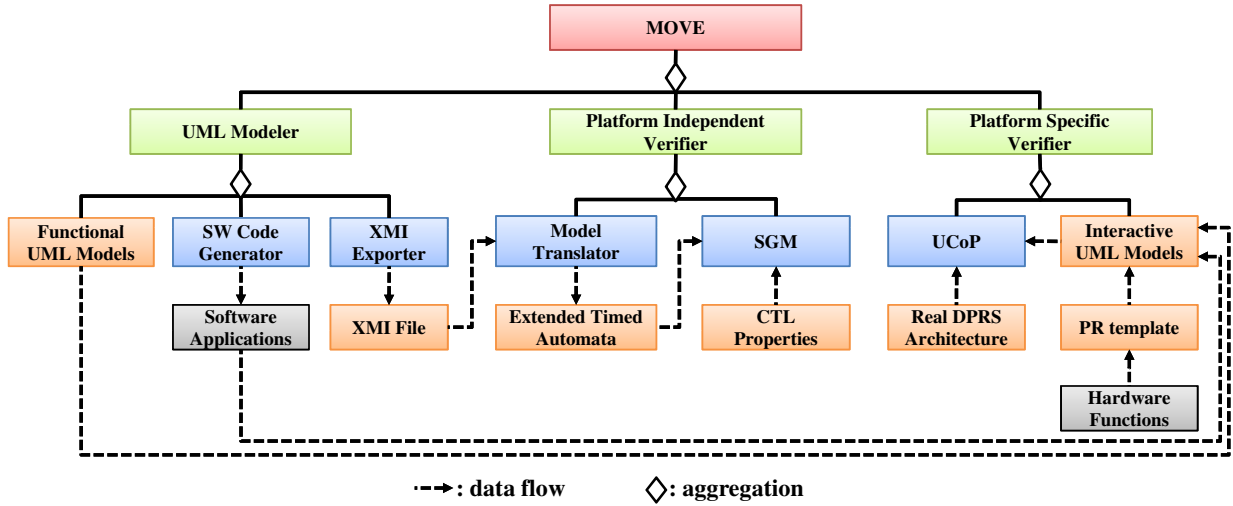 MOVE
UML Modeler
Platform Independent
Verifier
Platform Specific
Verifier
Functional
UML Models
SW Code
Generator
XMI
Exporter
Model
Translator
SGM
UCoP
Interactive
UML Models
Software
Applications
XMI File
Extended Timed
Automata
CTL
Properties
Real DPRS
Architecture
PR template
Hardware
Functions
: data flow
: aggregation